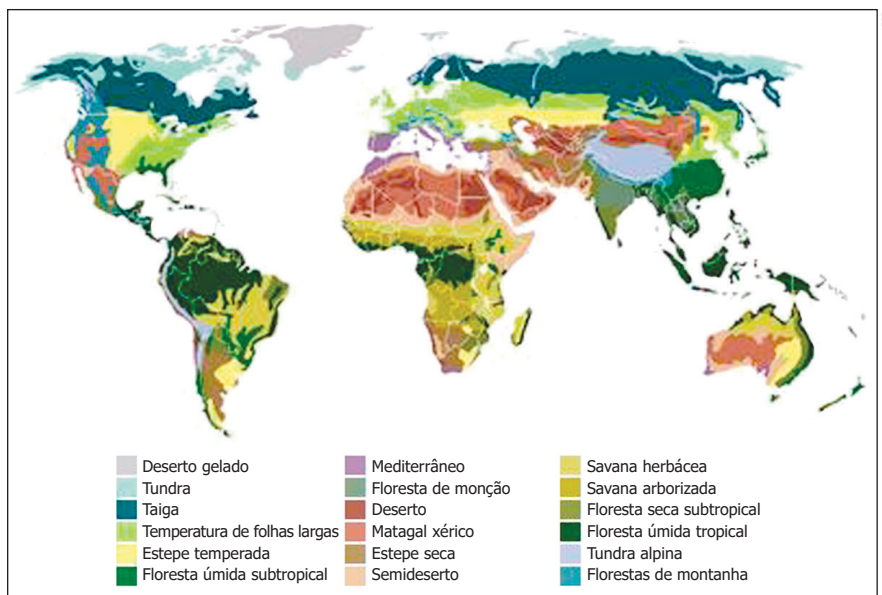 Deserto gelado
Tundra
Taiga
Temperatura de folhas largas
Estepe temperada
Floresta úmida subtropical
Mediterrâneo
Floresta de monção
Deserto
Matagal xérico
Estepe seca
Semideserto
Savana herbácea
Savana arborizada
Floresta seca subtropical
Floresta úmida tropical
Tundra alpina
Florestas de montanha